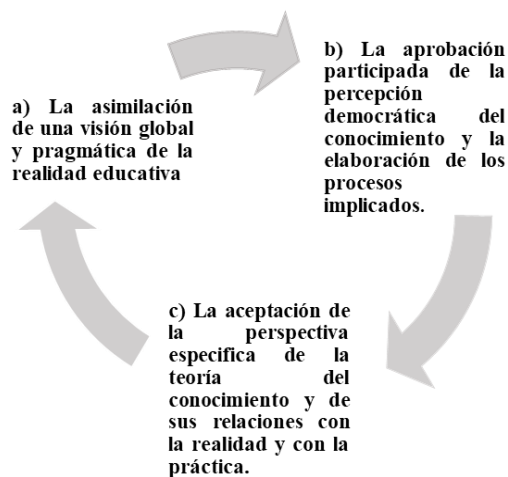 a) La asimilación
de una visión global
y pragmática de la
realidad educativa
b) La aprobación
participada de la
percepción
democrática del
conocimiento y la
elaboración de los
procesos
implicados.
c) La aceptación de
la perspectiva
especifica de la
teoría del
conocimiento y de
sus relaciones con
la realidad y con la
práctica.